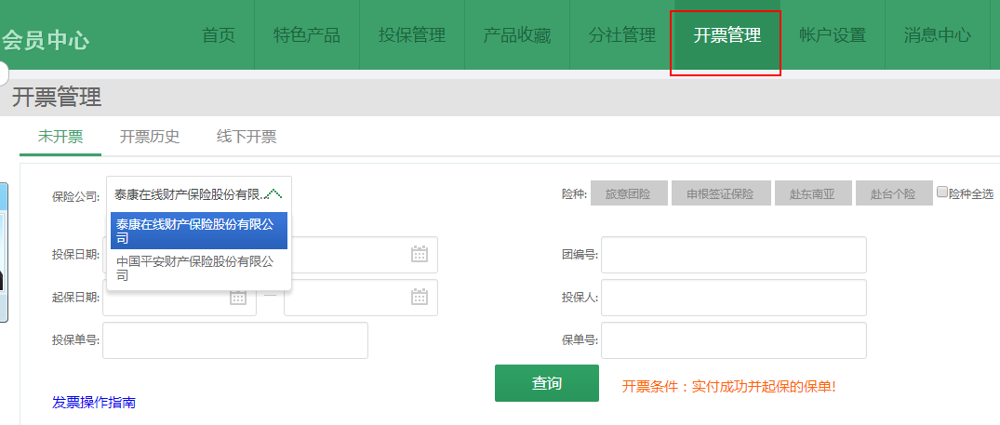 会员中心
首页
特色产品
投保管理
产品收藏
分社管理
开票管理
帐户设置
消息中心
开票管理
未开票
开票历史
线下开票
保险公司:
泰康在线财产保险股份有限...
险种:
旅意团险
申根签证保险
赴东南亚
赴台个险
险种全选
泰康在线财产保险股份有限公
司
中国平安财产保险股份有限公
司
投保日期:
团编号:
起保日期:
—
投保人:
投保单号:
保单号:
查询
开票条件：实付成功并起保的保单!
发票操作指南